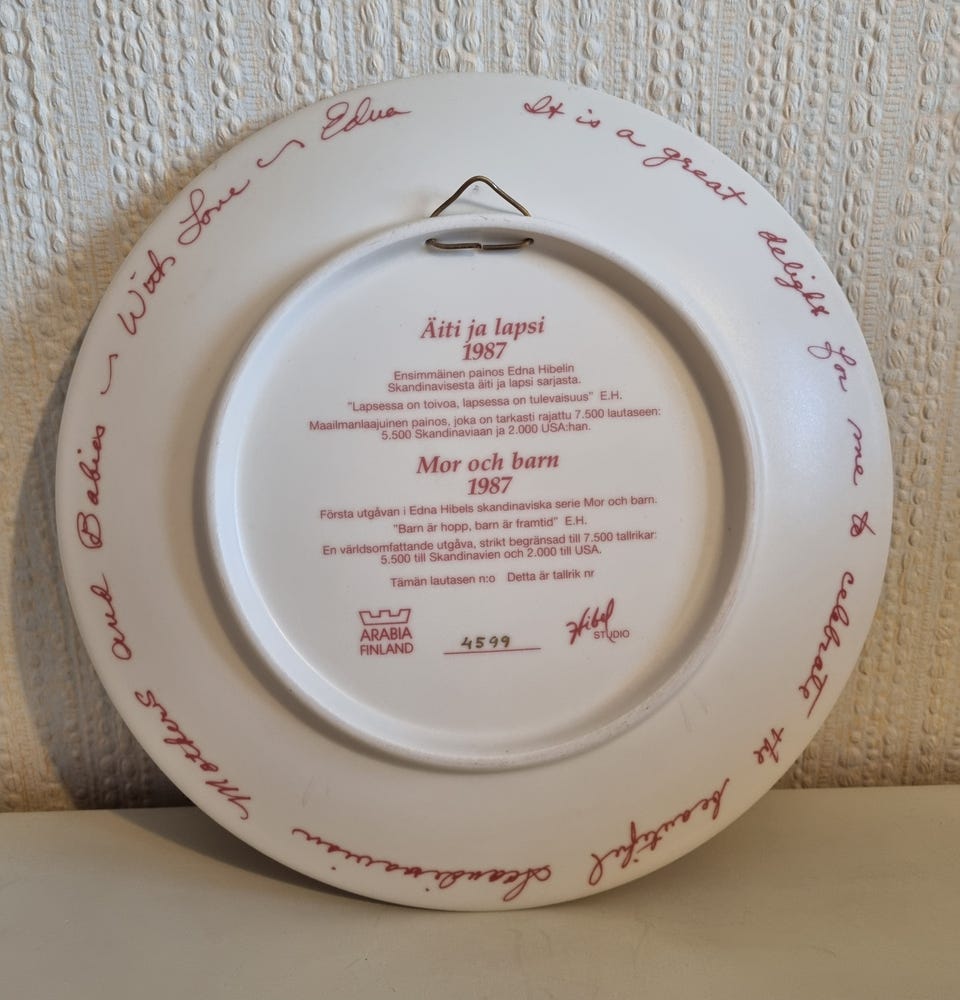 It is a great delight for me to celebrate the beautiful Scandinavian Mothers and Babies ~ With Love ~ Edna
Äiti ja lapsi
1987
Ensimmäinen painos Edna Hibelin
Skandinavisesta äiti ja lapsi sarjasta.
"Lapsessa on toivoa, lapsessa on tulevaisuus" E.H.
Maailmanlaajuinen painos, joka on tarkasti rajattu 7.500 lautaseen:
5.500 Skandinaviaan ja 2.000 USA:han.
Mor och barn
1987
Första utgåvan i Edna Hibels skandinaviska serie Mor och barn.
"Barn är hopp, barn är framtid" E.H.
En världsomfattande utgåva, strikt begränsad till 7.500 tallrikar:
5.500 till Skandinavien och 2.000 till USA.
Tämän lautasen n:o Detta är tallrik nr
ARABIA
FINLAND
4599
Hibel
STUDIO